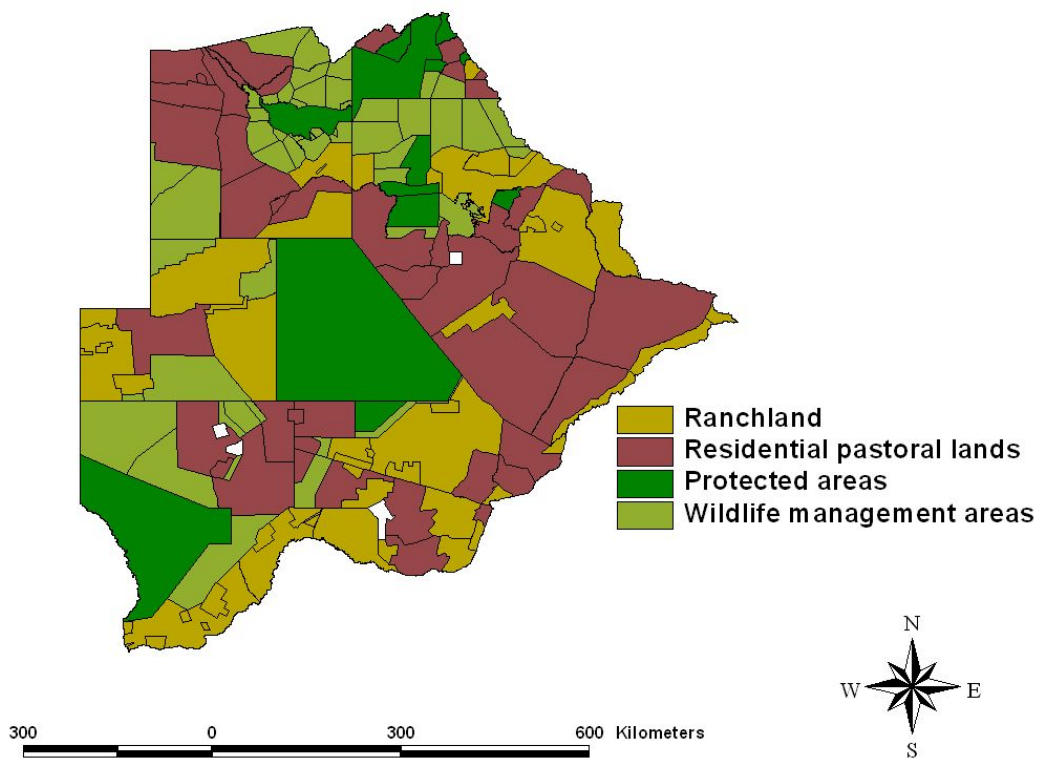 Ranchland
Residential pastoral lands
Protected areas
Wildlife management areas
N
W E
S
300 0 300 600 Kilometers